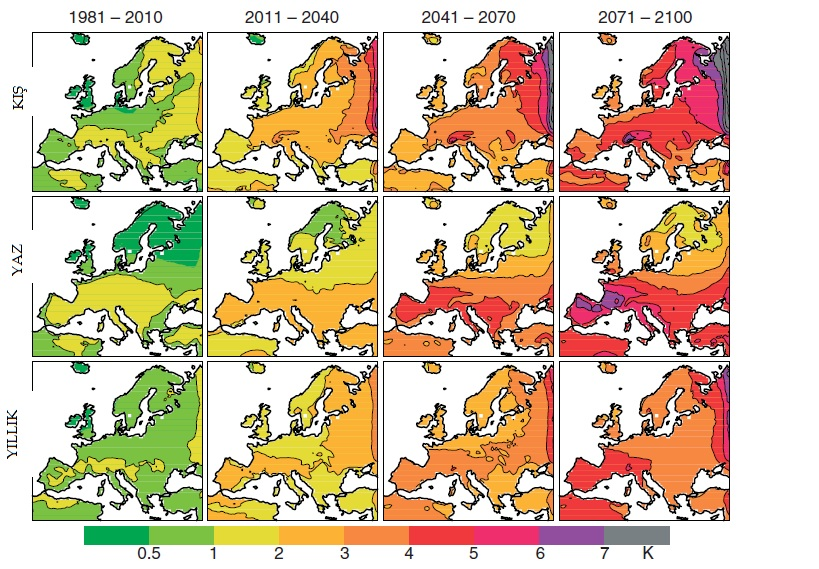 1981 – 2010 2011 – 2040 2041 – 2070 2071 – 2100
KIŞ
YAZ
YILLIK
0.5 1 2 3 4 5 6 7 K